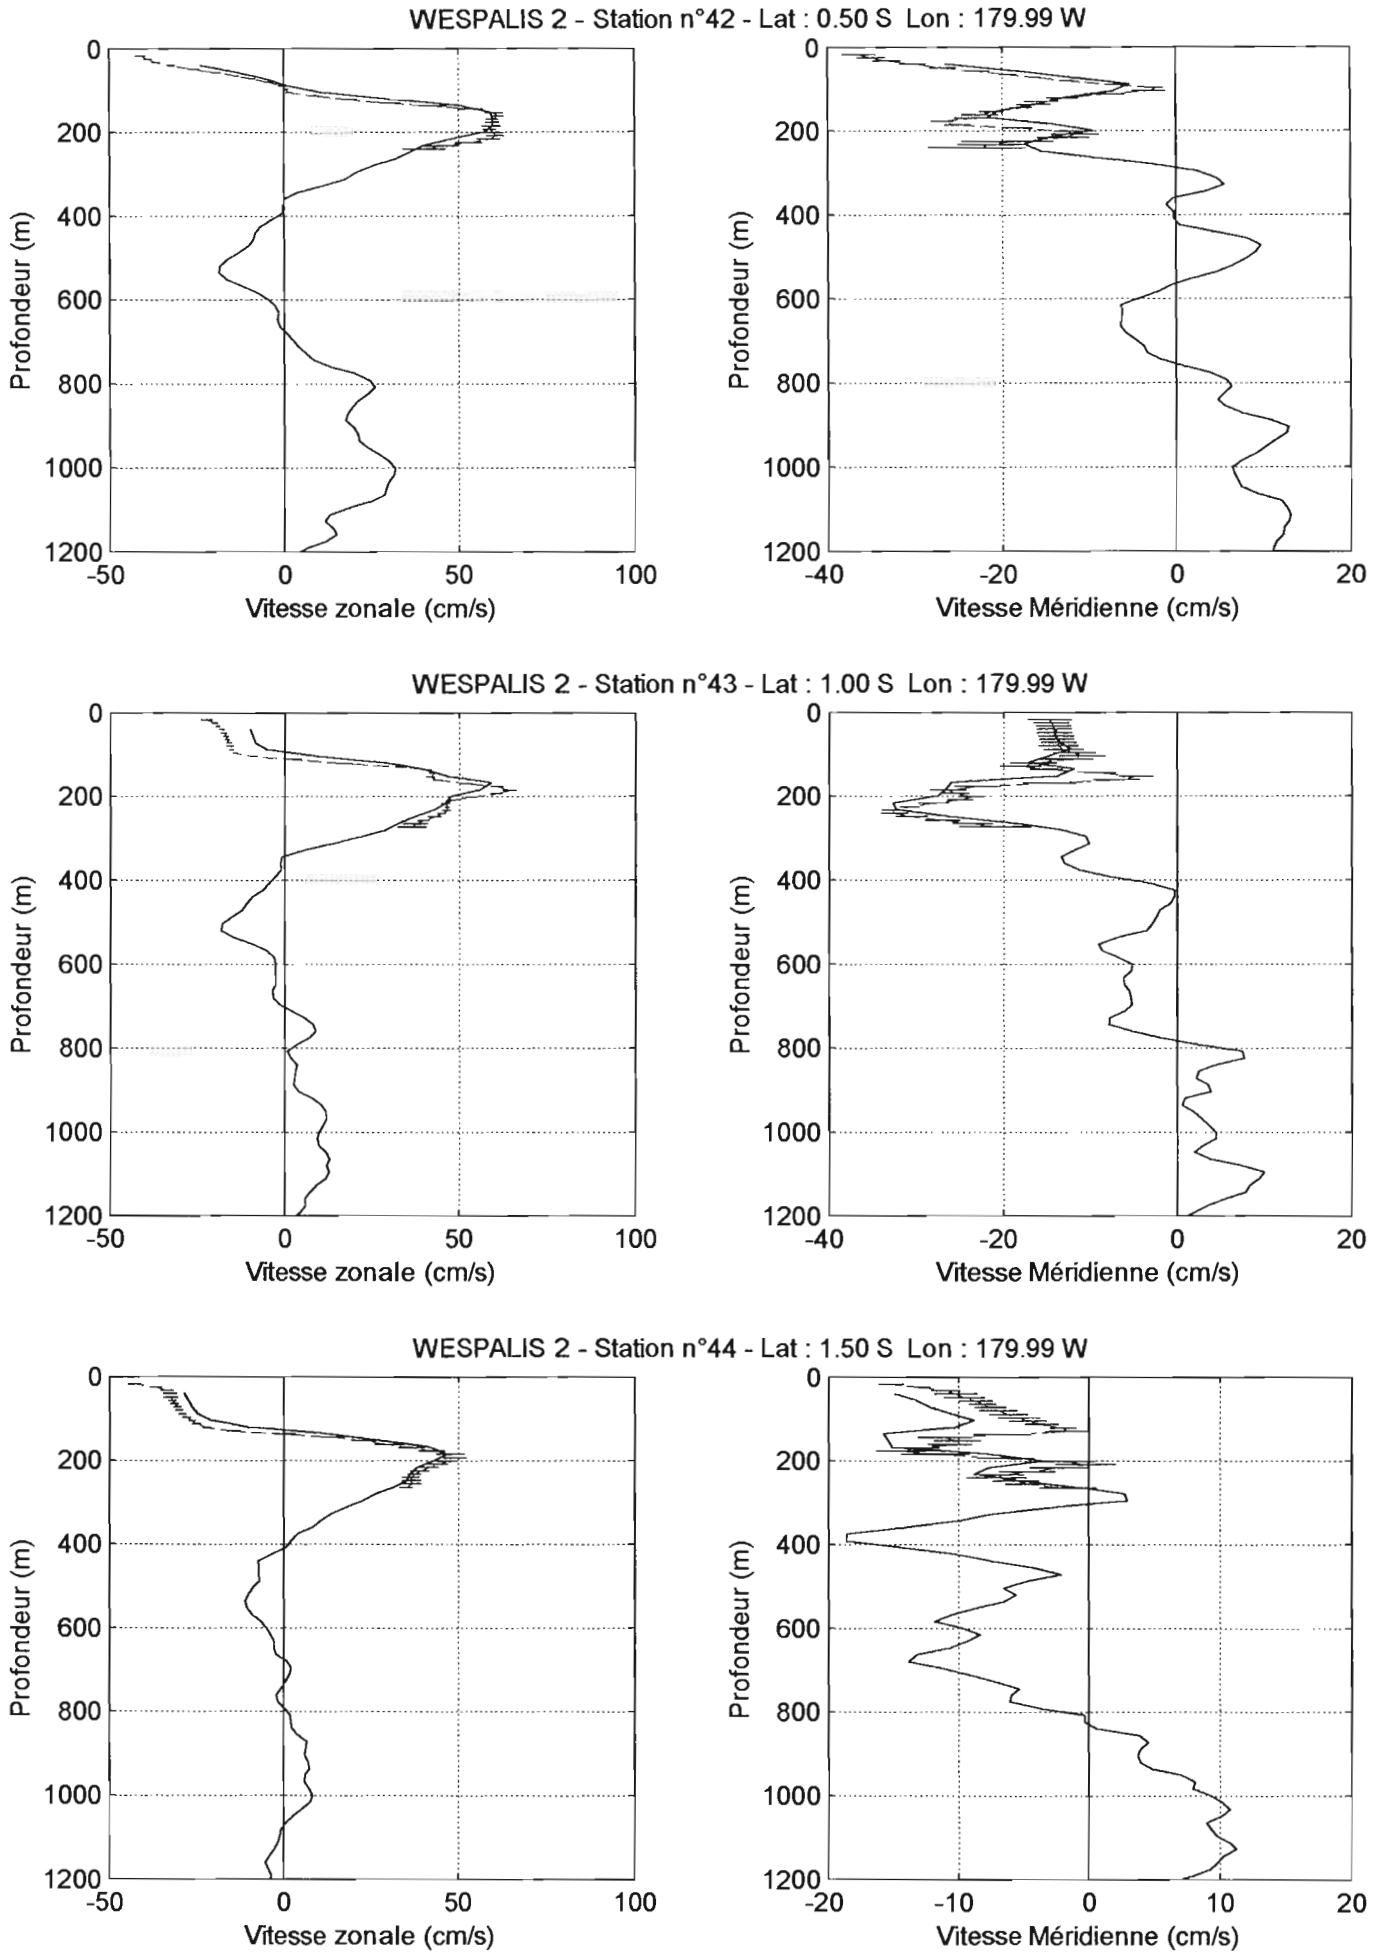 WESPALIS 2 - Station n°42 - Lat : 0.50 S Lon : 179.99 W
0
200
400
600
800
1000
1200
Profondeur (m)
-50 0 50 100
Vitesse zonale (cm/s)
0
200
400
600
800
1000
1200
Profondeur (m)
-40 -20 0 20
Vitesse Méridienne (cm/s)
WESPALIS 2 - Station n°43 - Lat : 1.00 S Lon : 179.99 W
0
200
400
600
800
1000
1200
Profondeur (m)
-50 0 50 100
Vitesse zonale (cm/s)
0
200
400
600
800
1000
1200
Profondeur (m)
-40 -20 0 20
Vitesse Méridienne (cm/s)
WESPALIS 2 - Station n°44 - Lat : 1.50 S Lon : 179.99 W
0
200
400
600
800
1000
1200
Profondeur (m)
-50 0 50 100
Vitesse zonale (cm/s)
0
200
400
600
800
1000
1200
Profondeur (m)
-20 -10 0 10 20
Vitesse Méridienne (cm/s)